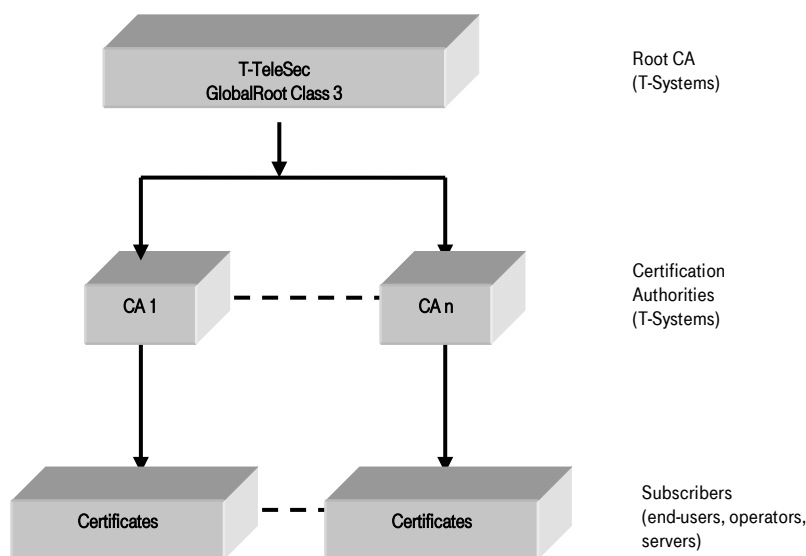 T-TeleSec
GlobalRoot Class 3
Root CA
(T-Systems)
CA 1
CA n
Certification
Authorities
(T-Systems)
Certificates
Certificates
Subscribers
(end-users, operators,
servers)